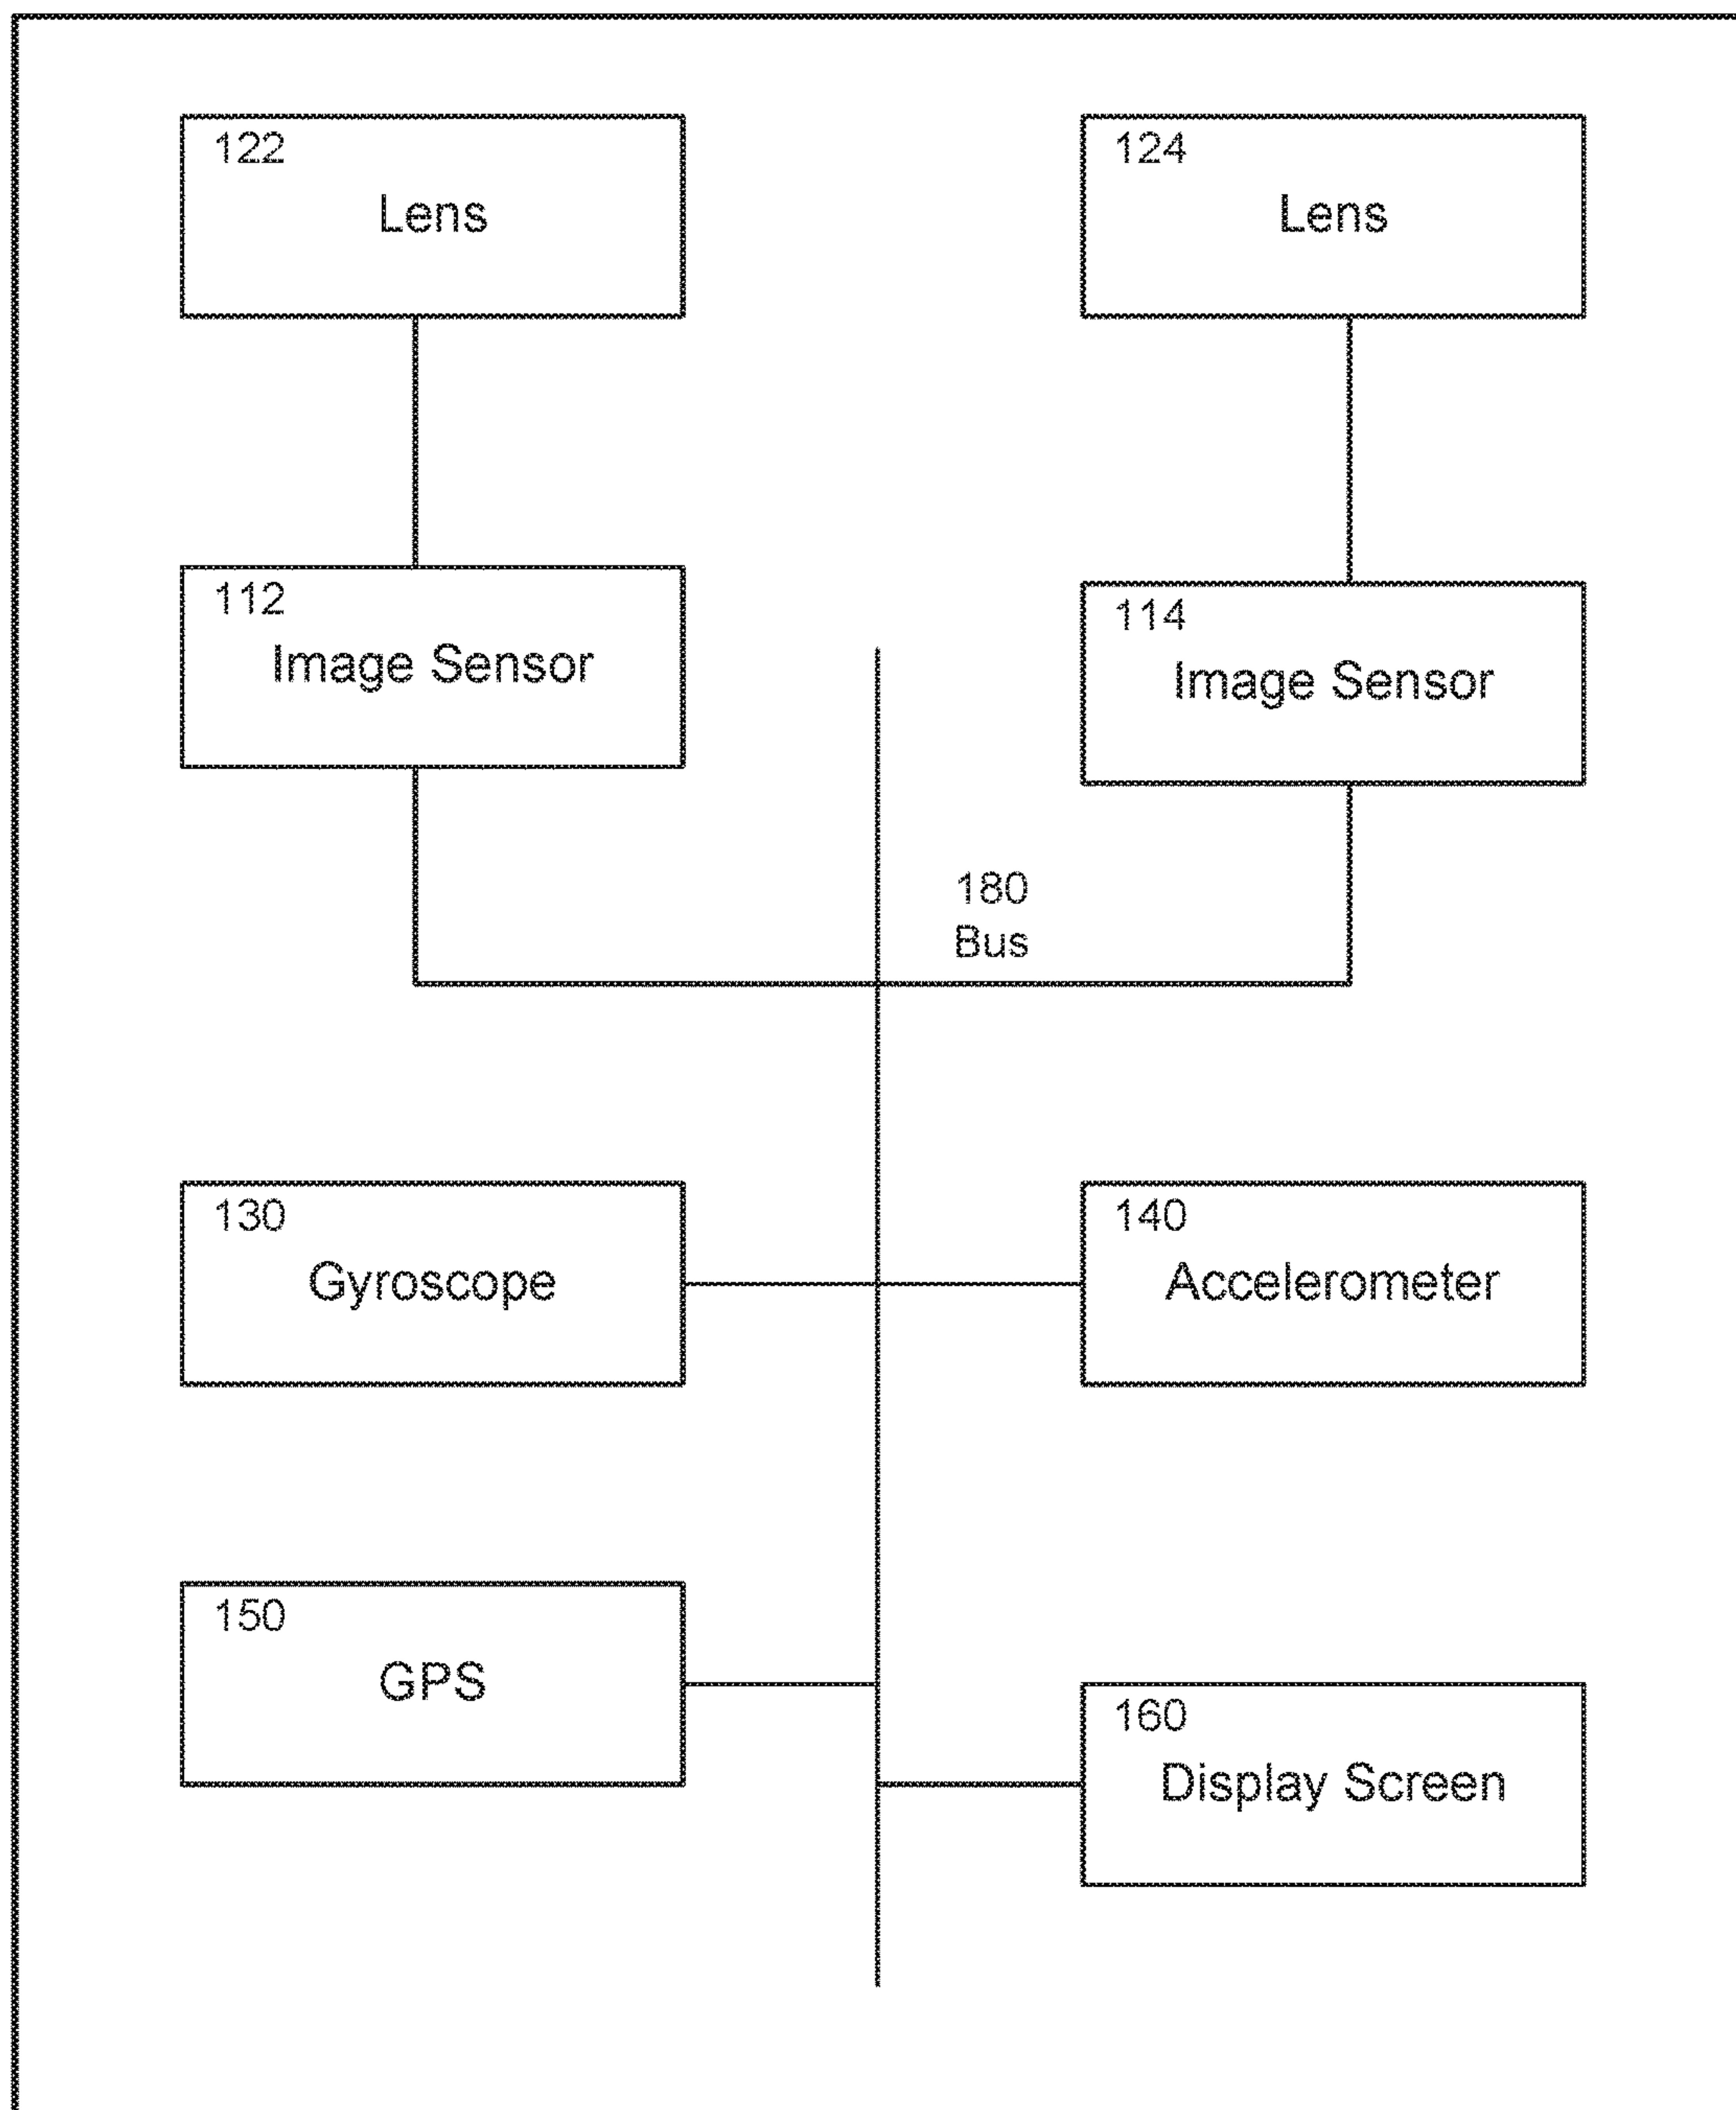 122
Lens
124
Lens
112
Image Sensor
114
Image Sensor
180
Bus
130
Gyroscope
140
Accelerometer
150
GPS
160
Display Screen